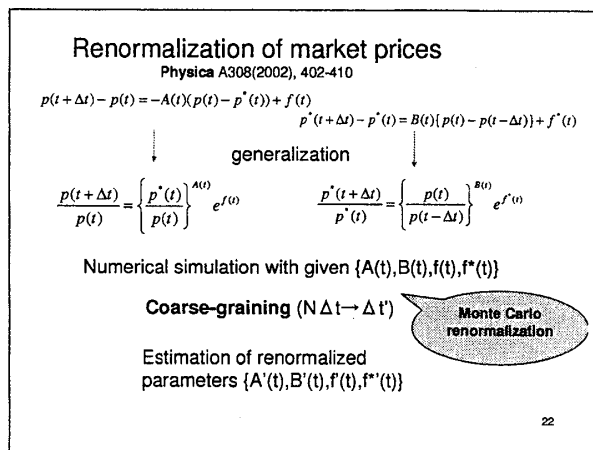 Renormalization of market prices
Physica A308(2002), 402-410
p(t+Δt) − p(t) = −A(t)(p(t) − p*(t)) + f(t)
p*(t+Δt) − p*(t) = B(t){p(t) − p(t−Δt)} + f*(t)
generalization
p(t+Δt)/p(t) = {p*(t)/p(t)}^A(t) e^f(t)
p*(t+Δt)/p*(t) = {p(t)/p(t−Δt)}^B(t) e^f*(t)
Numerical simulation with given {A(t),B(t),f(t),f*(t)}
Coarse-graining (NΔt→Δt')
Monte Carlo
renormalization
Estimation of renormalized
parameters {A'(t),B'(t),f'(t),f*'(t)}
22